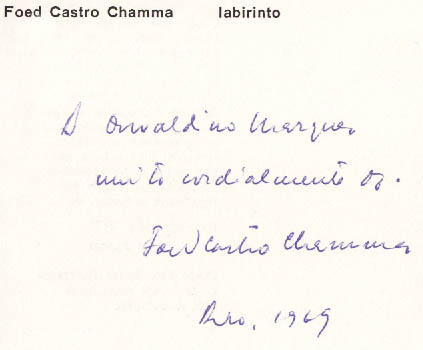 Foed Castro Chamma labirinto
A Oswaldino Marques,
muito cordialmente o
Foed Castro Chamma
Rio, 1969